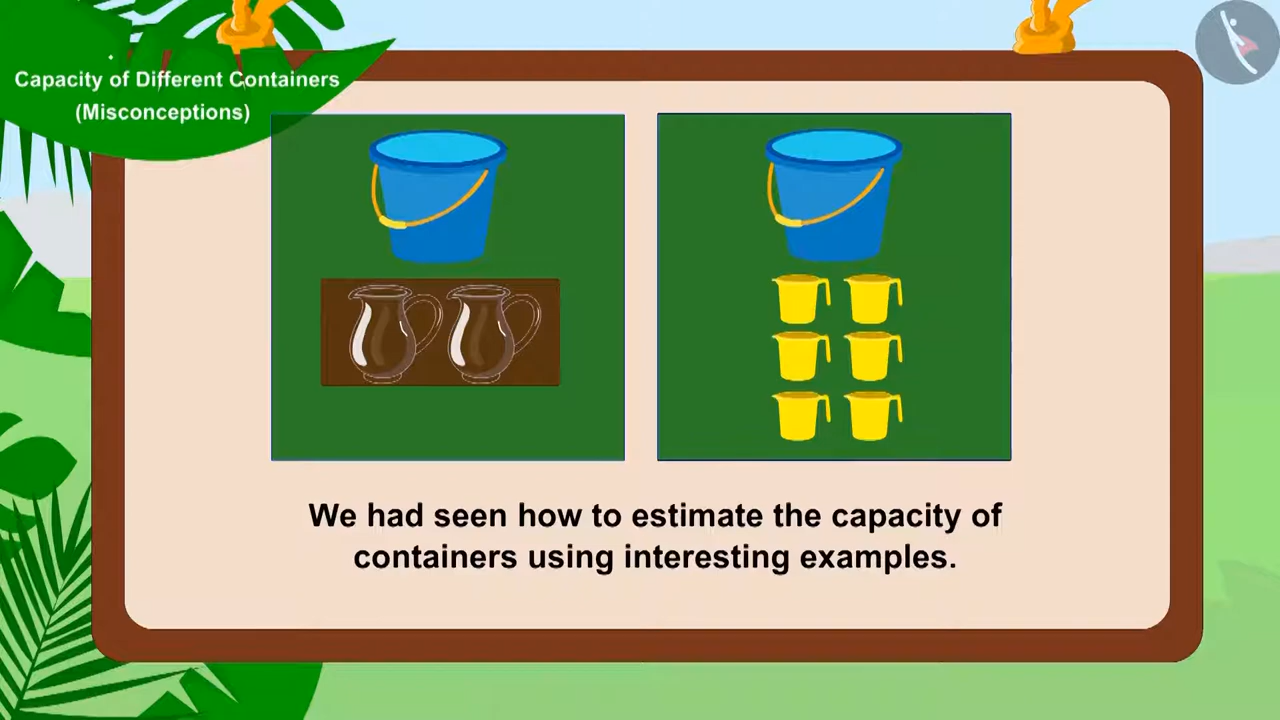 Capacity of Different Containers
(Misconceptions)
We had seen how to estimate the capacity of
containers using interesting examples.